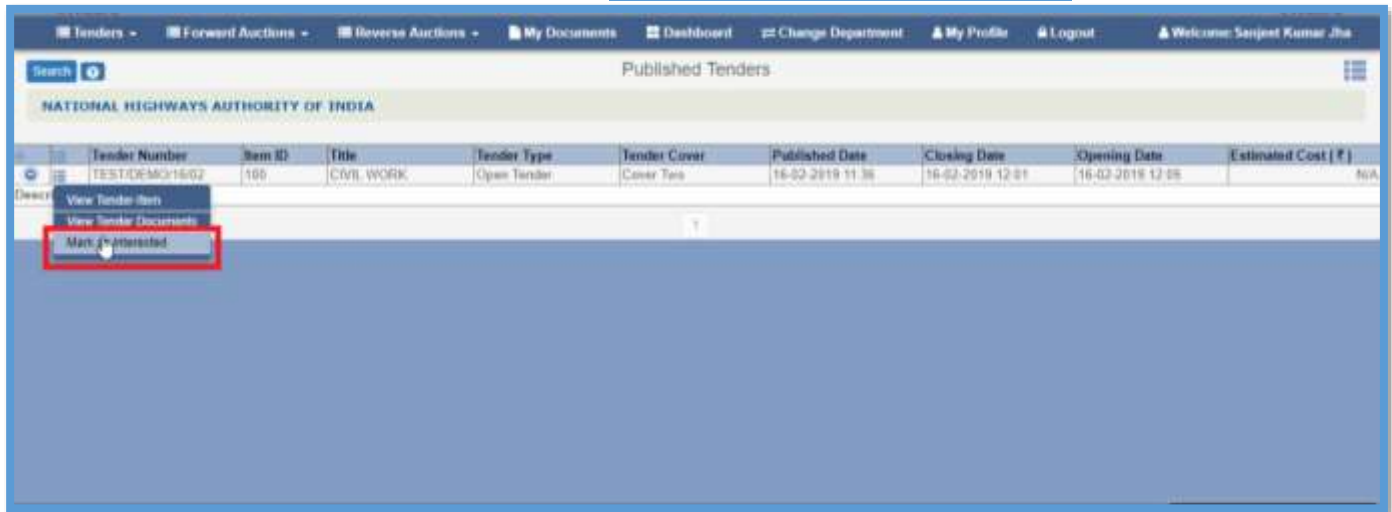 Tenders Forward Auctions Reverse Auctions My Documents Dashboard Change Department My Profile Logout Welcome: Sanjeet Kumar Jha
Search Published Tenders
NATIONAL HIGHWAYS AUTHORITY OF INDIA
Tender Number Item ID Title Tender Type Tender Cover Published Date Closing Date Opening Date Estimated Cost ( ₹ )
TEST/DEMO/16/02 100 CIVIL WORK Open Tender Cover Two 16-02-2019 11:36 16-02-2019 12:01 16-02-2019 12:05 N/A
View Tender Item
View Tender Documents
1
Mark Interested